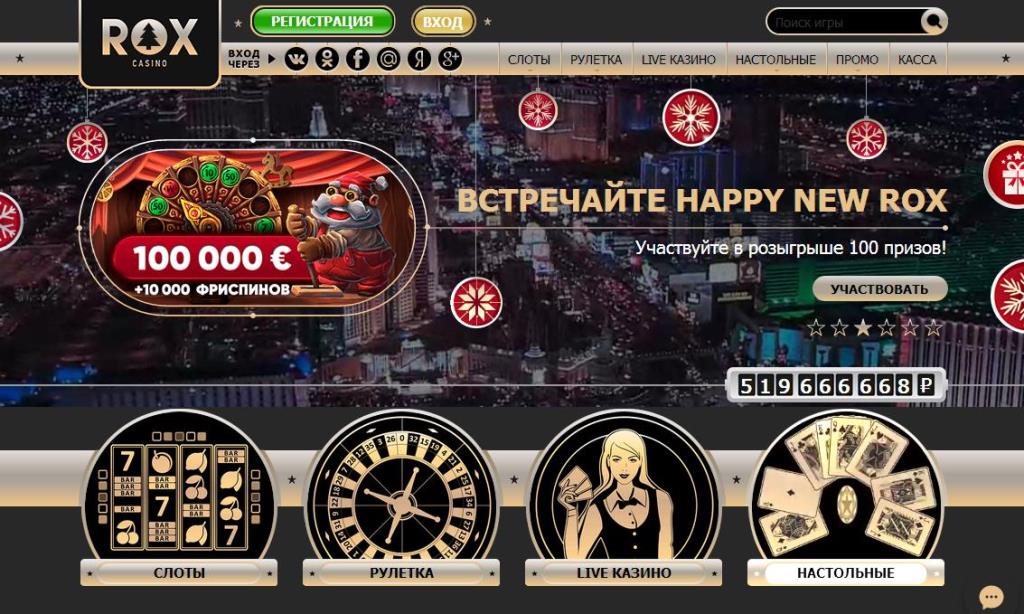 ROX
CASINO
РЕГИСТРАЦИЯ
ВХОД
Поиск игры
ВХОД
ЧЕРЕЗ
СЛОТЫ
РУЛЕТКА
LIVE КАЗИНО
НАСТОЛЬНЫЕ
ПРОМО
КАССА
100 000 €
+10 000 ФРИСПИНОВ
ВСТРЕЧАЙТЕ HAPPY NEW ROX
Участвуйте в розыгрыше 100 призов!
УЧАСТВОВАТЬ
519666668₽
СЛОТЫ
РУЛЕТКА
LIVE КАЗИНО
НАСТОЛЬНЫЕ